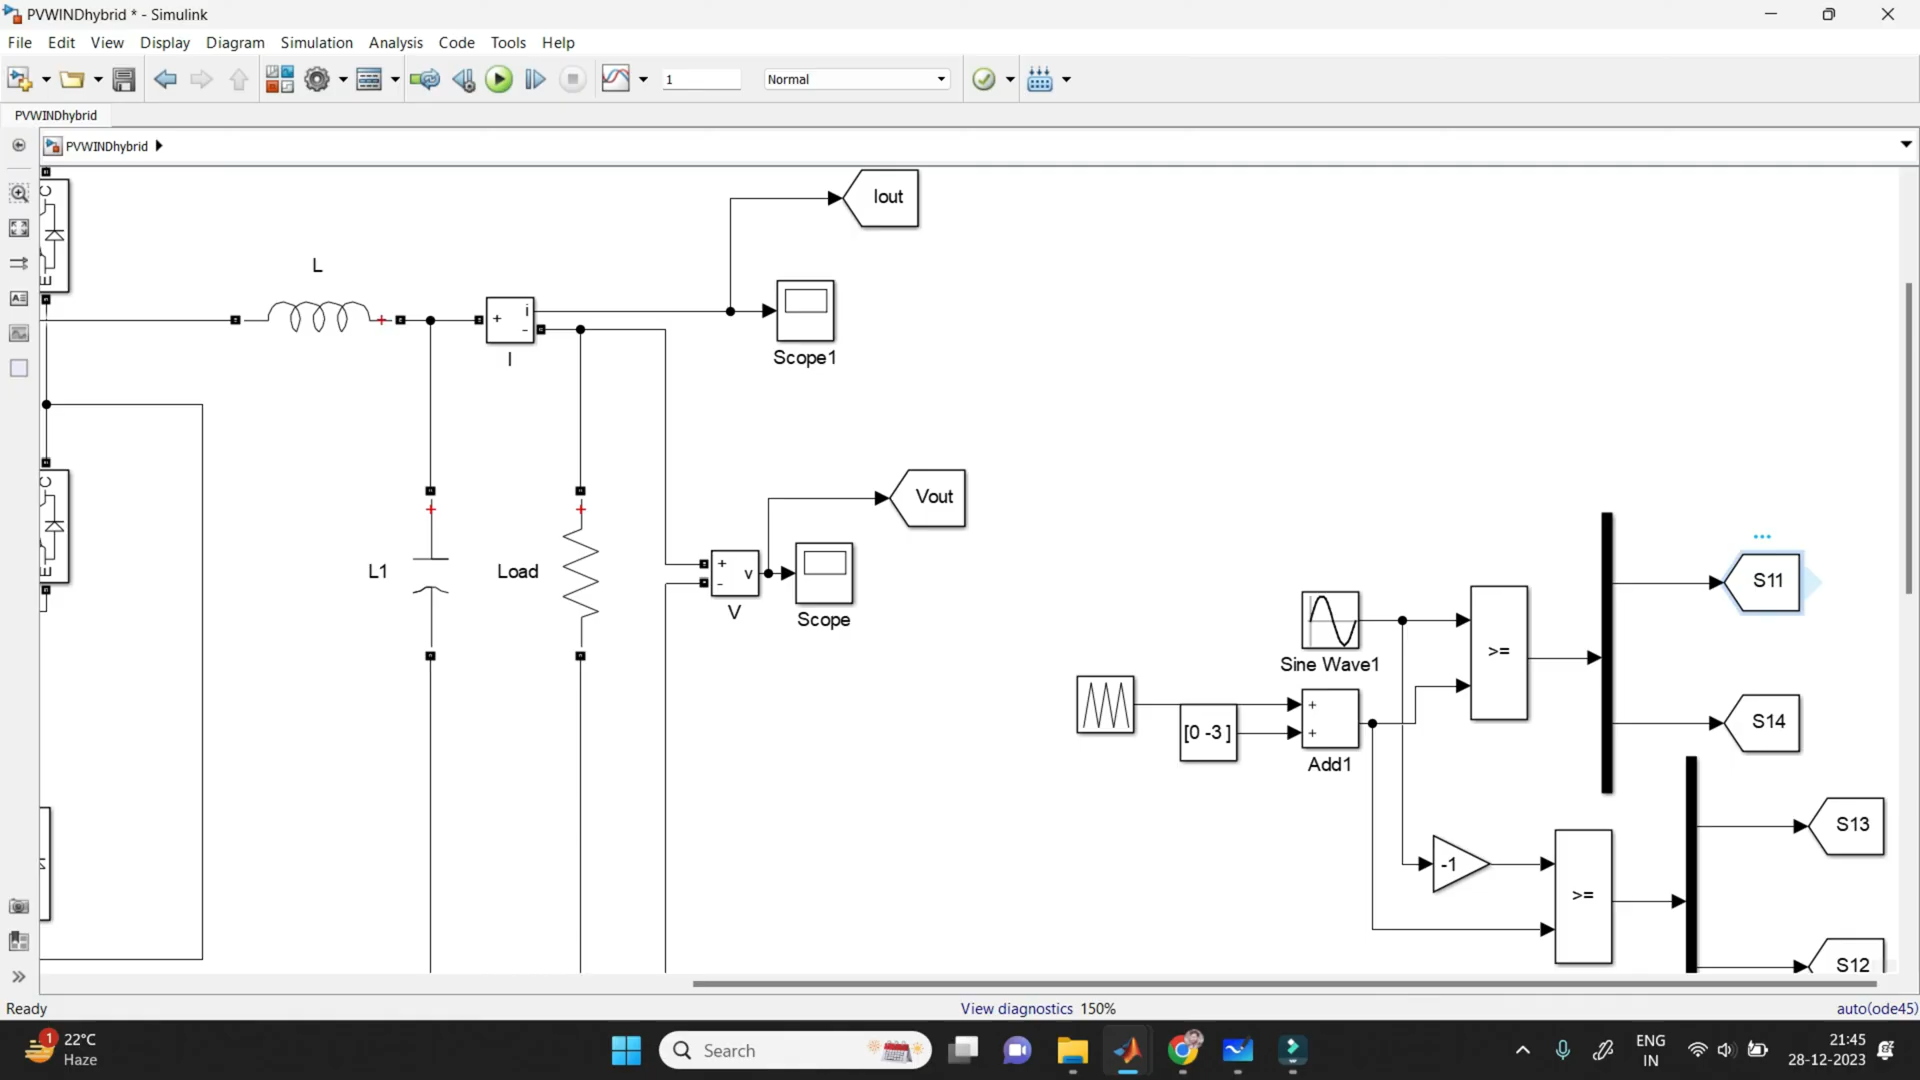 PVWINDhybrid * - Simulink
File Edit View Display Diagram Simulation Analysis Code Tools Help
1 Normal
PVWINDhybrid
PVWINDhybrid
Iout
C
E
L
+ i
-
I
Scope1
C
E
Vout
L1
Load
+ v
-
V
Scope
S11
Sine Wave1
>=
[0 -3 ]
+
+
Add1
S14
S13
-1
>=
S12
Ready
View diagnostics 150%
auto(ode45)
1
22°C
Haze
Search
ENG
IN
21:45
28-12-2023